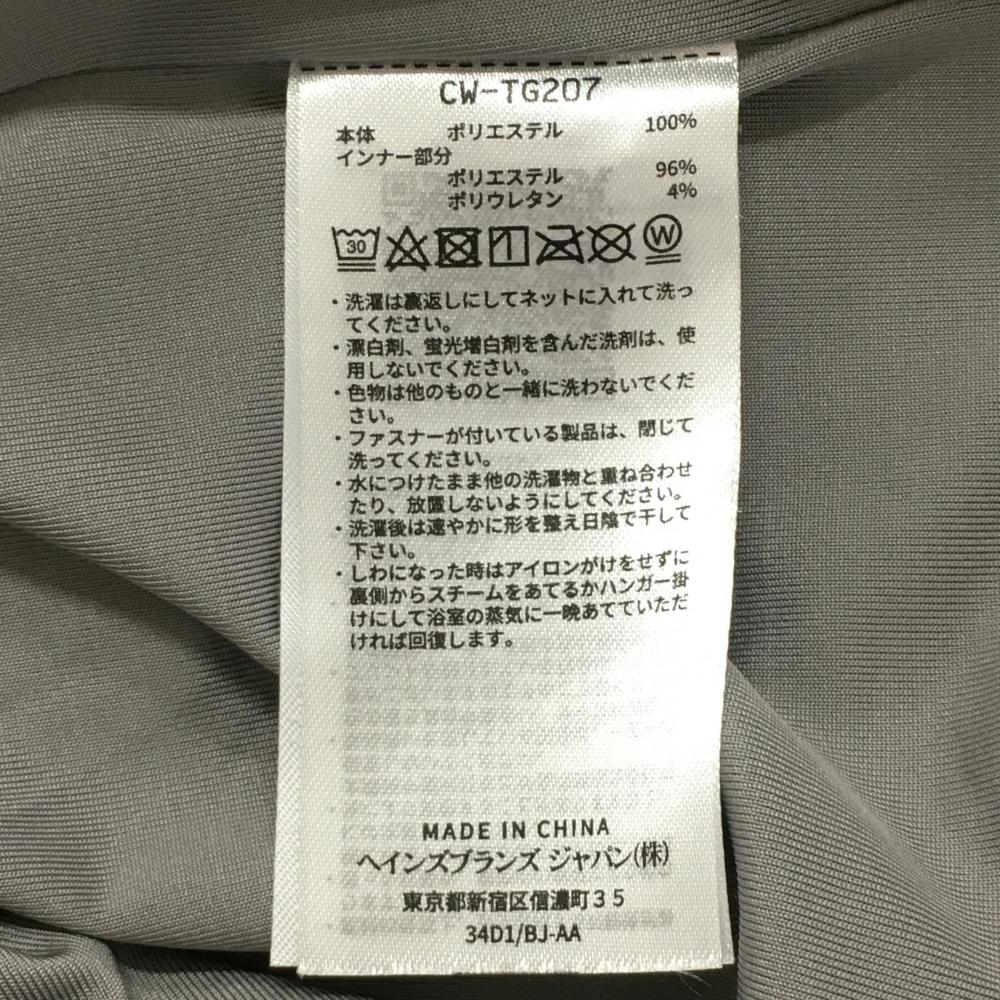 CW-TG207
本体 ポリエステル 100%
インナー部分
ポリエステル 96%
ポリウレタン 4%
30 W
・洗濯は裏返しにしてネットに入れて洗っ
てください。
・漂白剤、蛍光増白剤を含んだ洗剤は、使
用しないでください。
・色物は他のものと一緒に洗わないでくだ
さい。
・ファスナーが付いている製品は、閉じて
洗ってください。
・水につけたまま他の洗濯物と重ね合わせ
たり、放置しないようにしてください。
・洗濯後は速やかに形を整え日陰で干して
下さい。
・しわになった時はアイロンがけをせずに
裏側からスチームをあてるかハンガー掛
けにして浴室の蒸気に一晩あてていただ
ければ回復します。
MADE IN CHINA
ヘインズブランズ ジャパン(株)
東京都新宿区信濃町35
34D1/BJ-AA